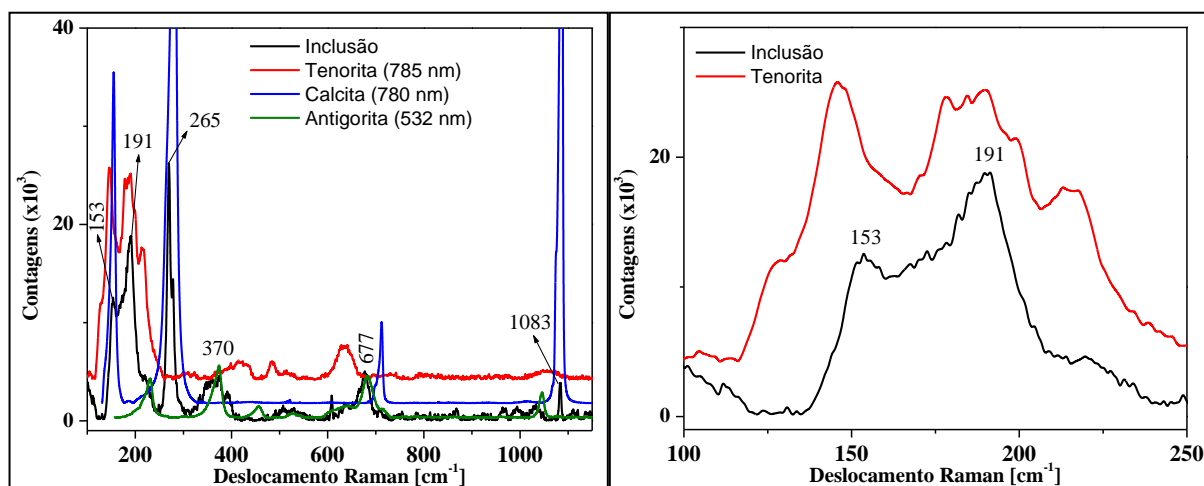 Contagens (x10³)
40
20
0
Inclusão
Tenorita (785 nm)
Calcita (780 nm)
Antigorita (532 nm)
153
191
265
370
677
1083
200 400 600 800 1000
Deslocamento Raman [cm⁻¹]
Contagens (x10³)
20
0
Inclusão
Tenorita
153
191
100 150 200 250
Deslocamento Raman [cm⁻¹]